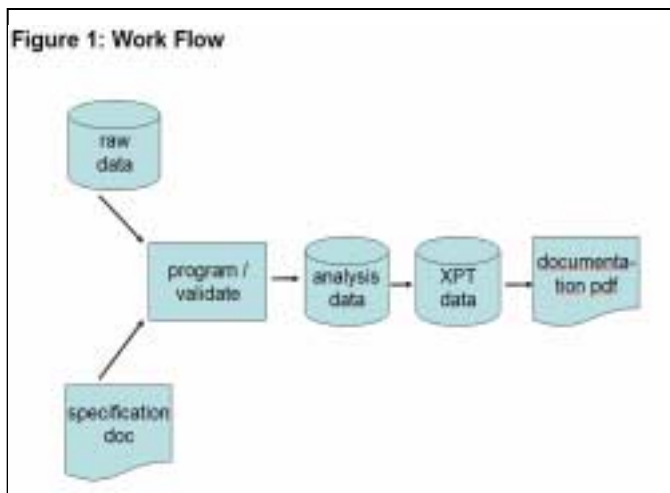 Figure 1: Work Flow
raw
data
program /
validate
analysis
data
XPT
data
documenta-
tion pdf
specification
doc